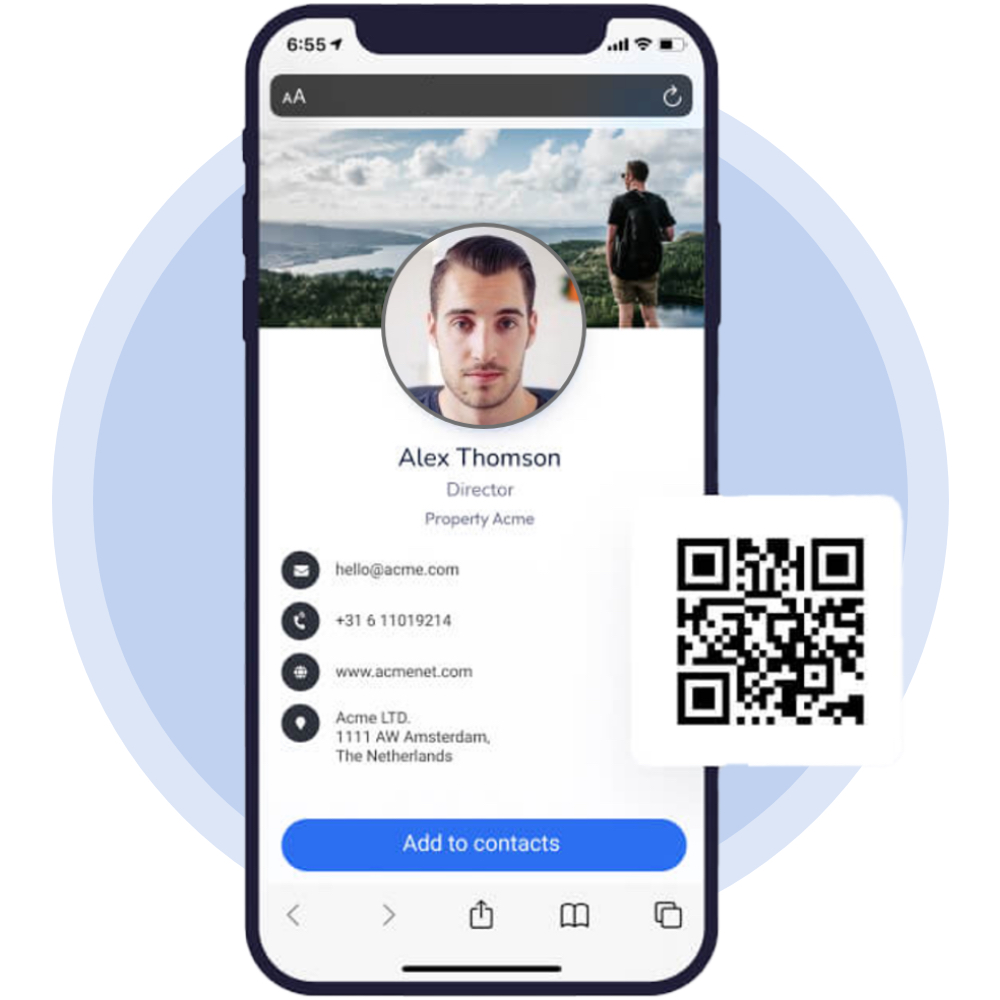 6:55
AA
Alex Thomson
Director
Property Acme
hello@acme.com
+31 6 11019214
www.acmenet.com
Acme LTD.
1111 AW Amsterdam,
The Netherlands
Add to contacts